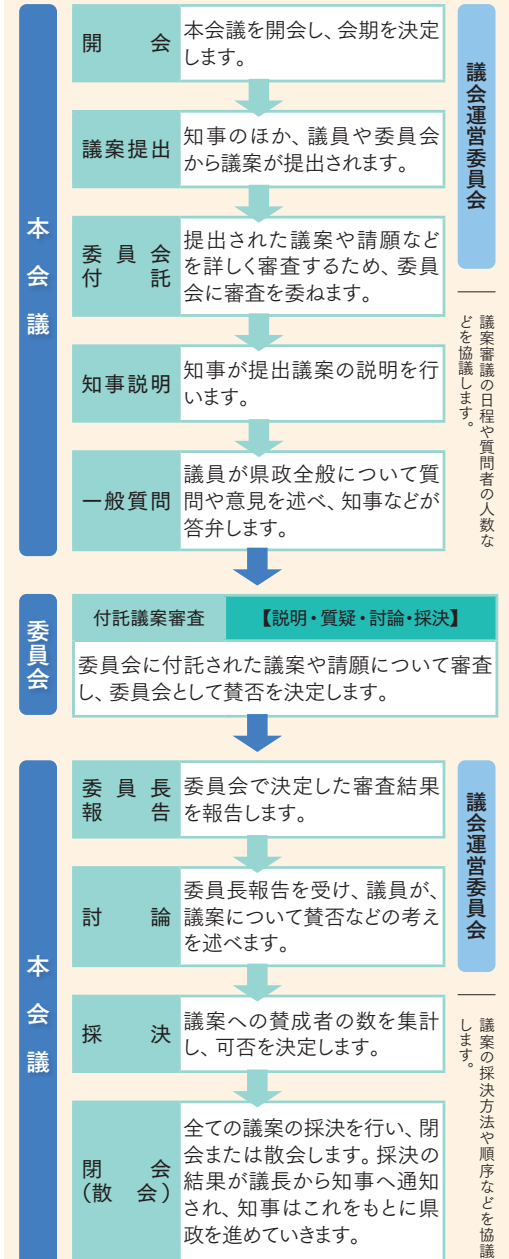 本会議
開会
本会議を開会し、会期を決定
します。
議案提出
知事のほか、議員や委員会
から議案が提出されます。
委員会
付託
提出された議案や請願など
を詳しく審査するため、委員
会に審査を委ねます。
知事説明
知事が提出議案の説明を行
います。
一般質問
議員が県政全般について質
問や意見を述べ、知事などが
答弁します。
議会運営委員会
議案審議の日程や質問者の人数な
どを協議します。
委員会
付託議案審査
【説明・質疑・討論・採決】
委員会に付託された議案や請願について審査
し、委員会として賛否を決定します。
本会議
委員長
報告
委員会で決定した審査結果
を報告します。
討論
委員長報告を受け、議員が、
議案について賛否などの考え
を述べます。
採決
議案への賛成者の数を集計
し、可否を決定します。
閉会
(散会)
全ての議案の採決を行い、閉
会または散会します。採決の
結果が議長から知事へ通知
され、知事はこれをもとに県
政を進めていきます。
議会運営委員会
議案の採決方法や順序などを協議
します。